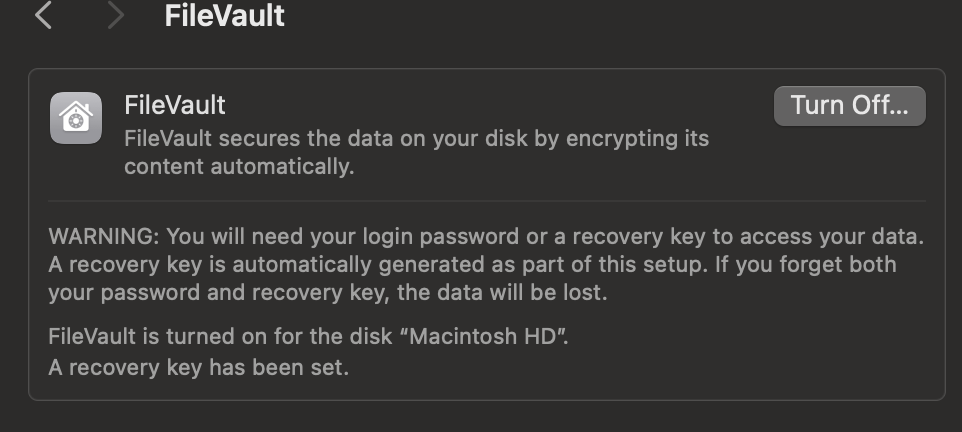 FileVault
FileVault
Turn Off...
FileVault secures the data on your disk by encrypting its
content automatically.
WARNING: You will need your login password or a recovery key to access your data.
A recovery key is automatically generated as part of this setup. If you forget both
your password and recovery key, the data will be lost.
FileVault is turned on for the disk “Macintosh HD”.
A recovery key has been set.